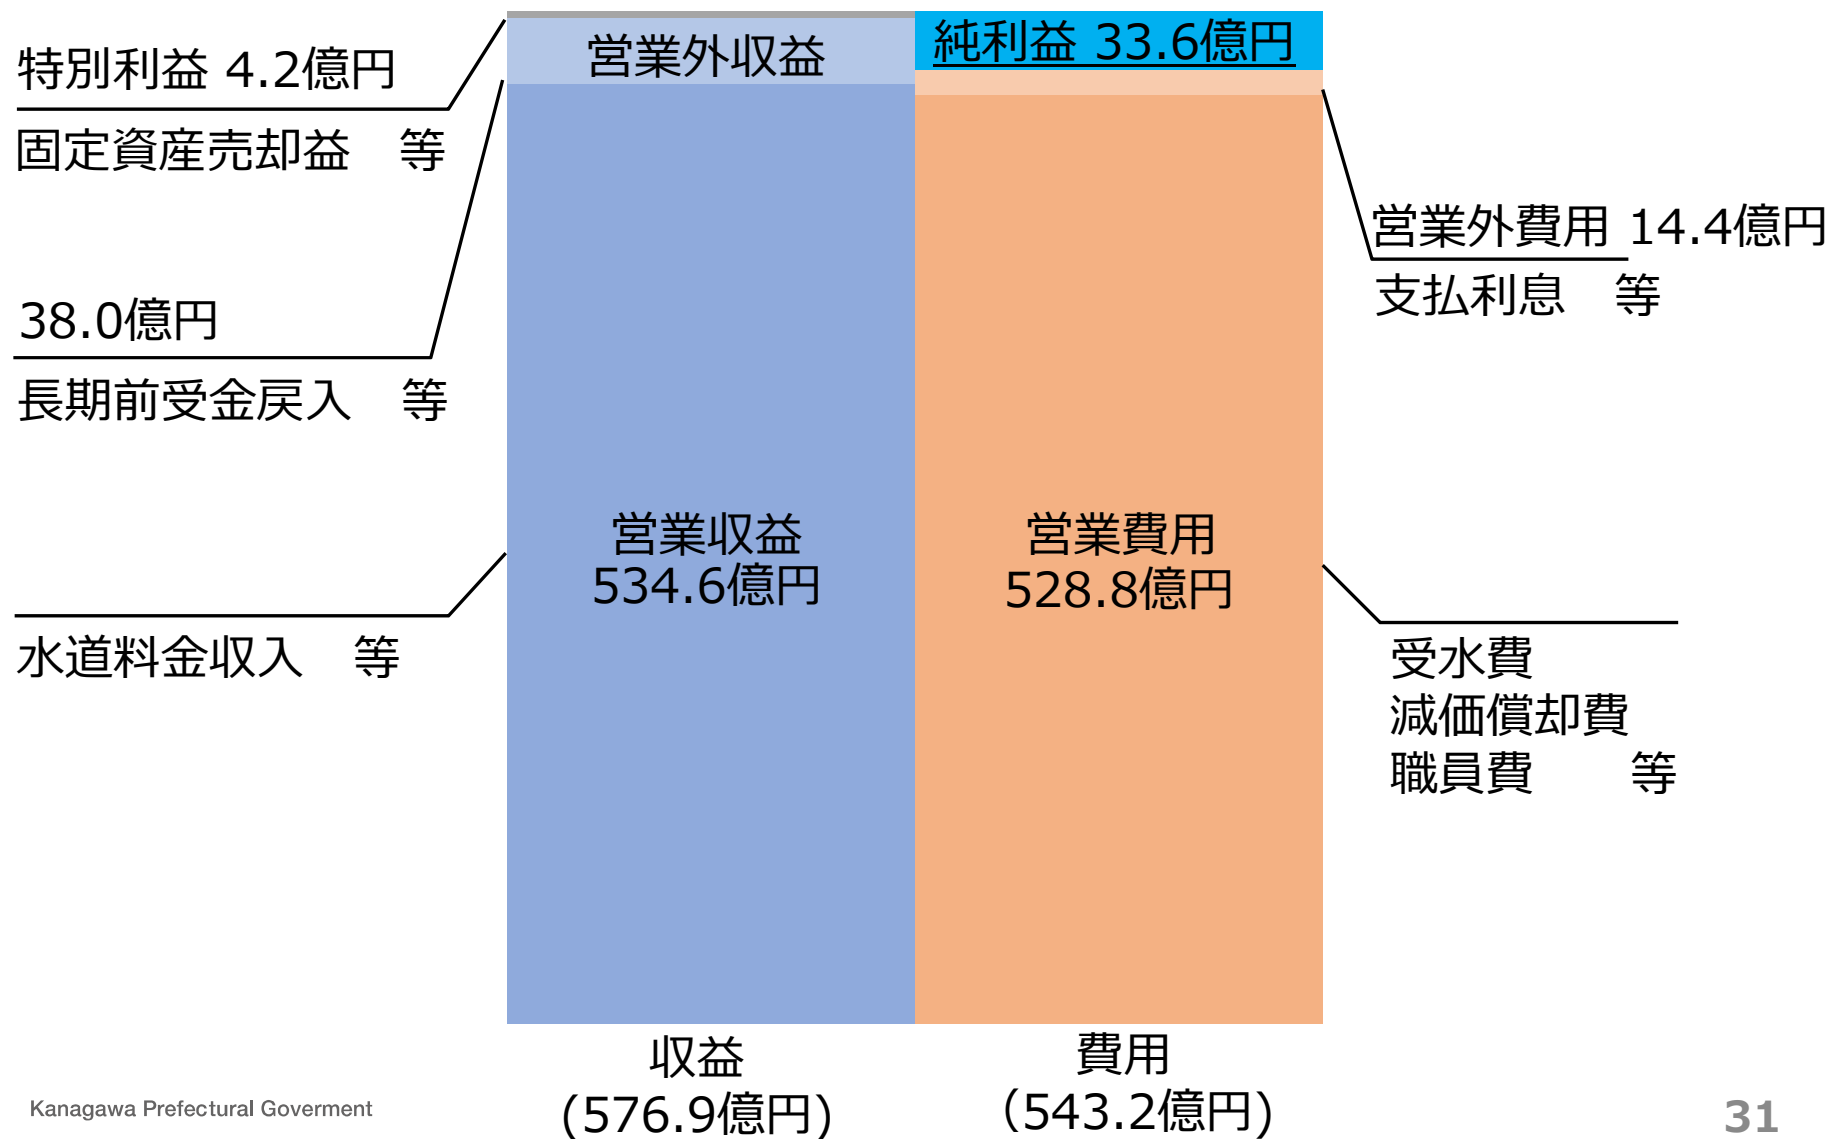 特別利益 4.2億円
固定資産売却益　等
38.0億円
長期前受金戻入　等
水道料金収入　等
営業外収益
営業収益
534.6億円
純利益 33.6億円
営業費用
528.8億円
営業外費用 14.4億円
支払利息　等
受水費
減価償却費
職員費　　等
収益
(576.9億円)
費用
（543.2億円)
Kanagawa Prefectural Goverment
31